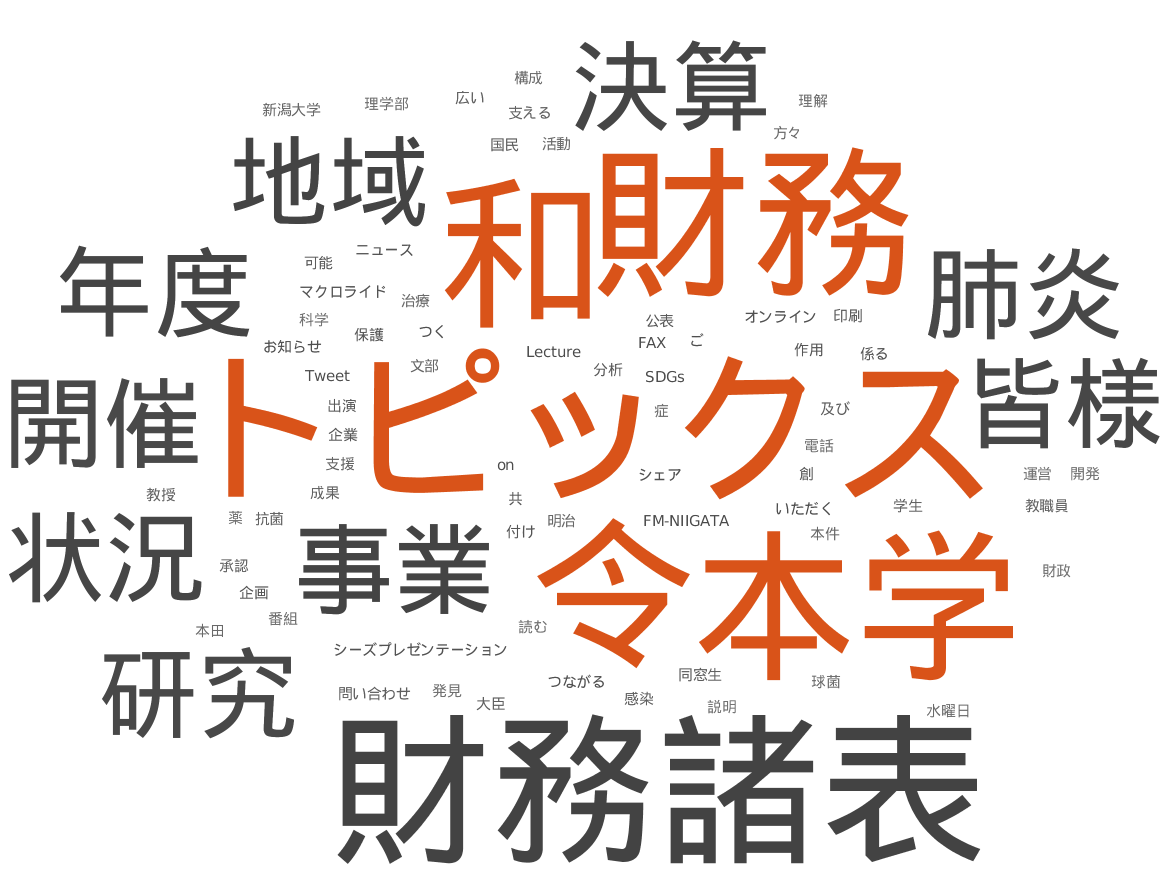 決算
構成
広い
理解
理学部
新潟大学
支える
方々
国民
活動
地域
和
財務
年度
ニュース
可能
肺炎
マクロライド
治療
オンライン
印刷
科学
公表
保護
つく
FAX
ご
お知らせ
Lecture
作用
係る
文部
分析
Tweet
SDGs
開催
トピックス
皆様
出演
症
及び
企業
電話
支援
on
シェア
創
運営
開発
成果
教授
共
いただく
学生
教職員
薬
抗菌
付け
明治
FM-NIIGATA
本件
状況
事業
令
本学
承認
財政
企画
番組
本田
読む
シーズプレゼンテーション
研究
つながる
同窓生
球菌
問い合わせ
発見
大臣
感染
説明
水曜日
財務諸表